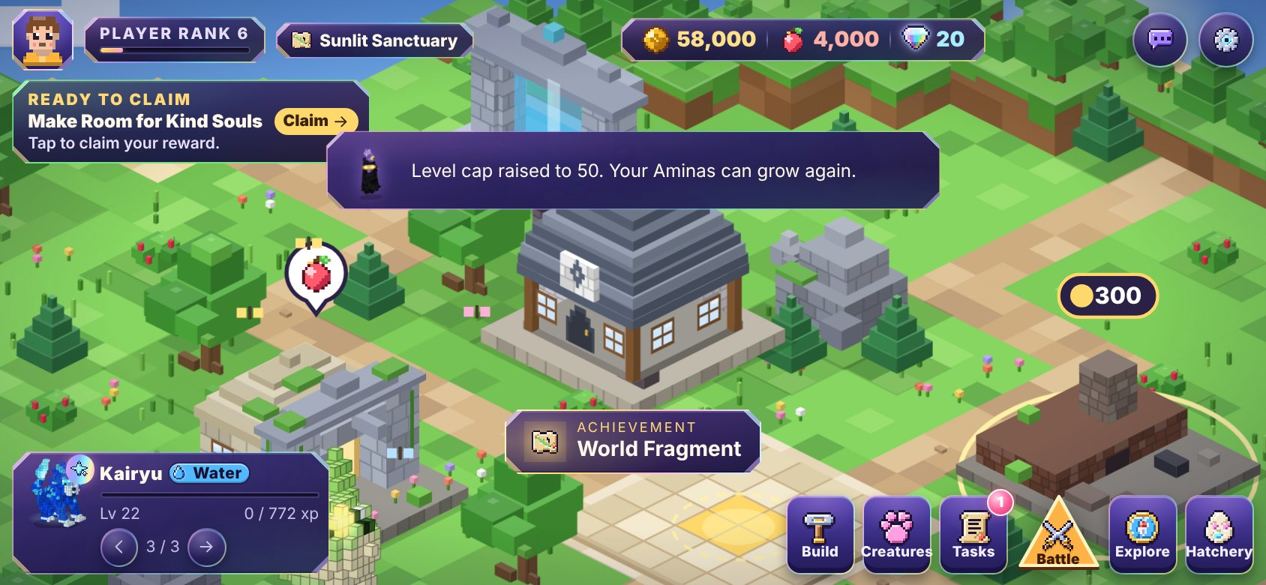 PLAYER RANK 6
Sunlit Sanctuary
58,000
4,000
20
READY TO CLAIM
Make Room for Kind Souls
Claim →
Tap to claim your reward.
Level cap raised to 50. Your Aminas can grow again.
300
ACHIEVEMENT
World Fragment
Kairyu
Water
Lv 22
0 / 772 xp
3 / 3
Build
Creatures
1
Tasks
Battle
Explore
Hatchery